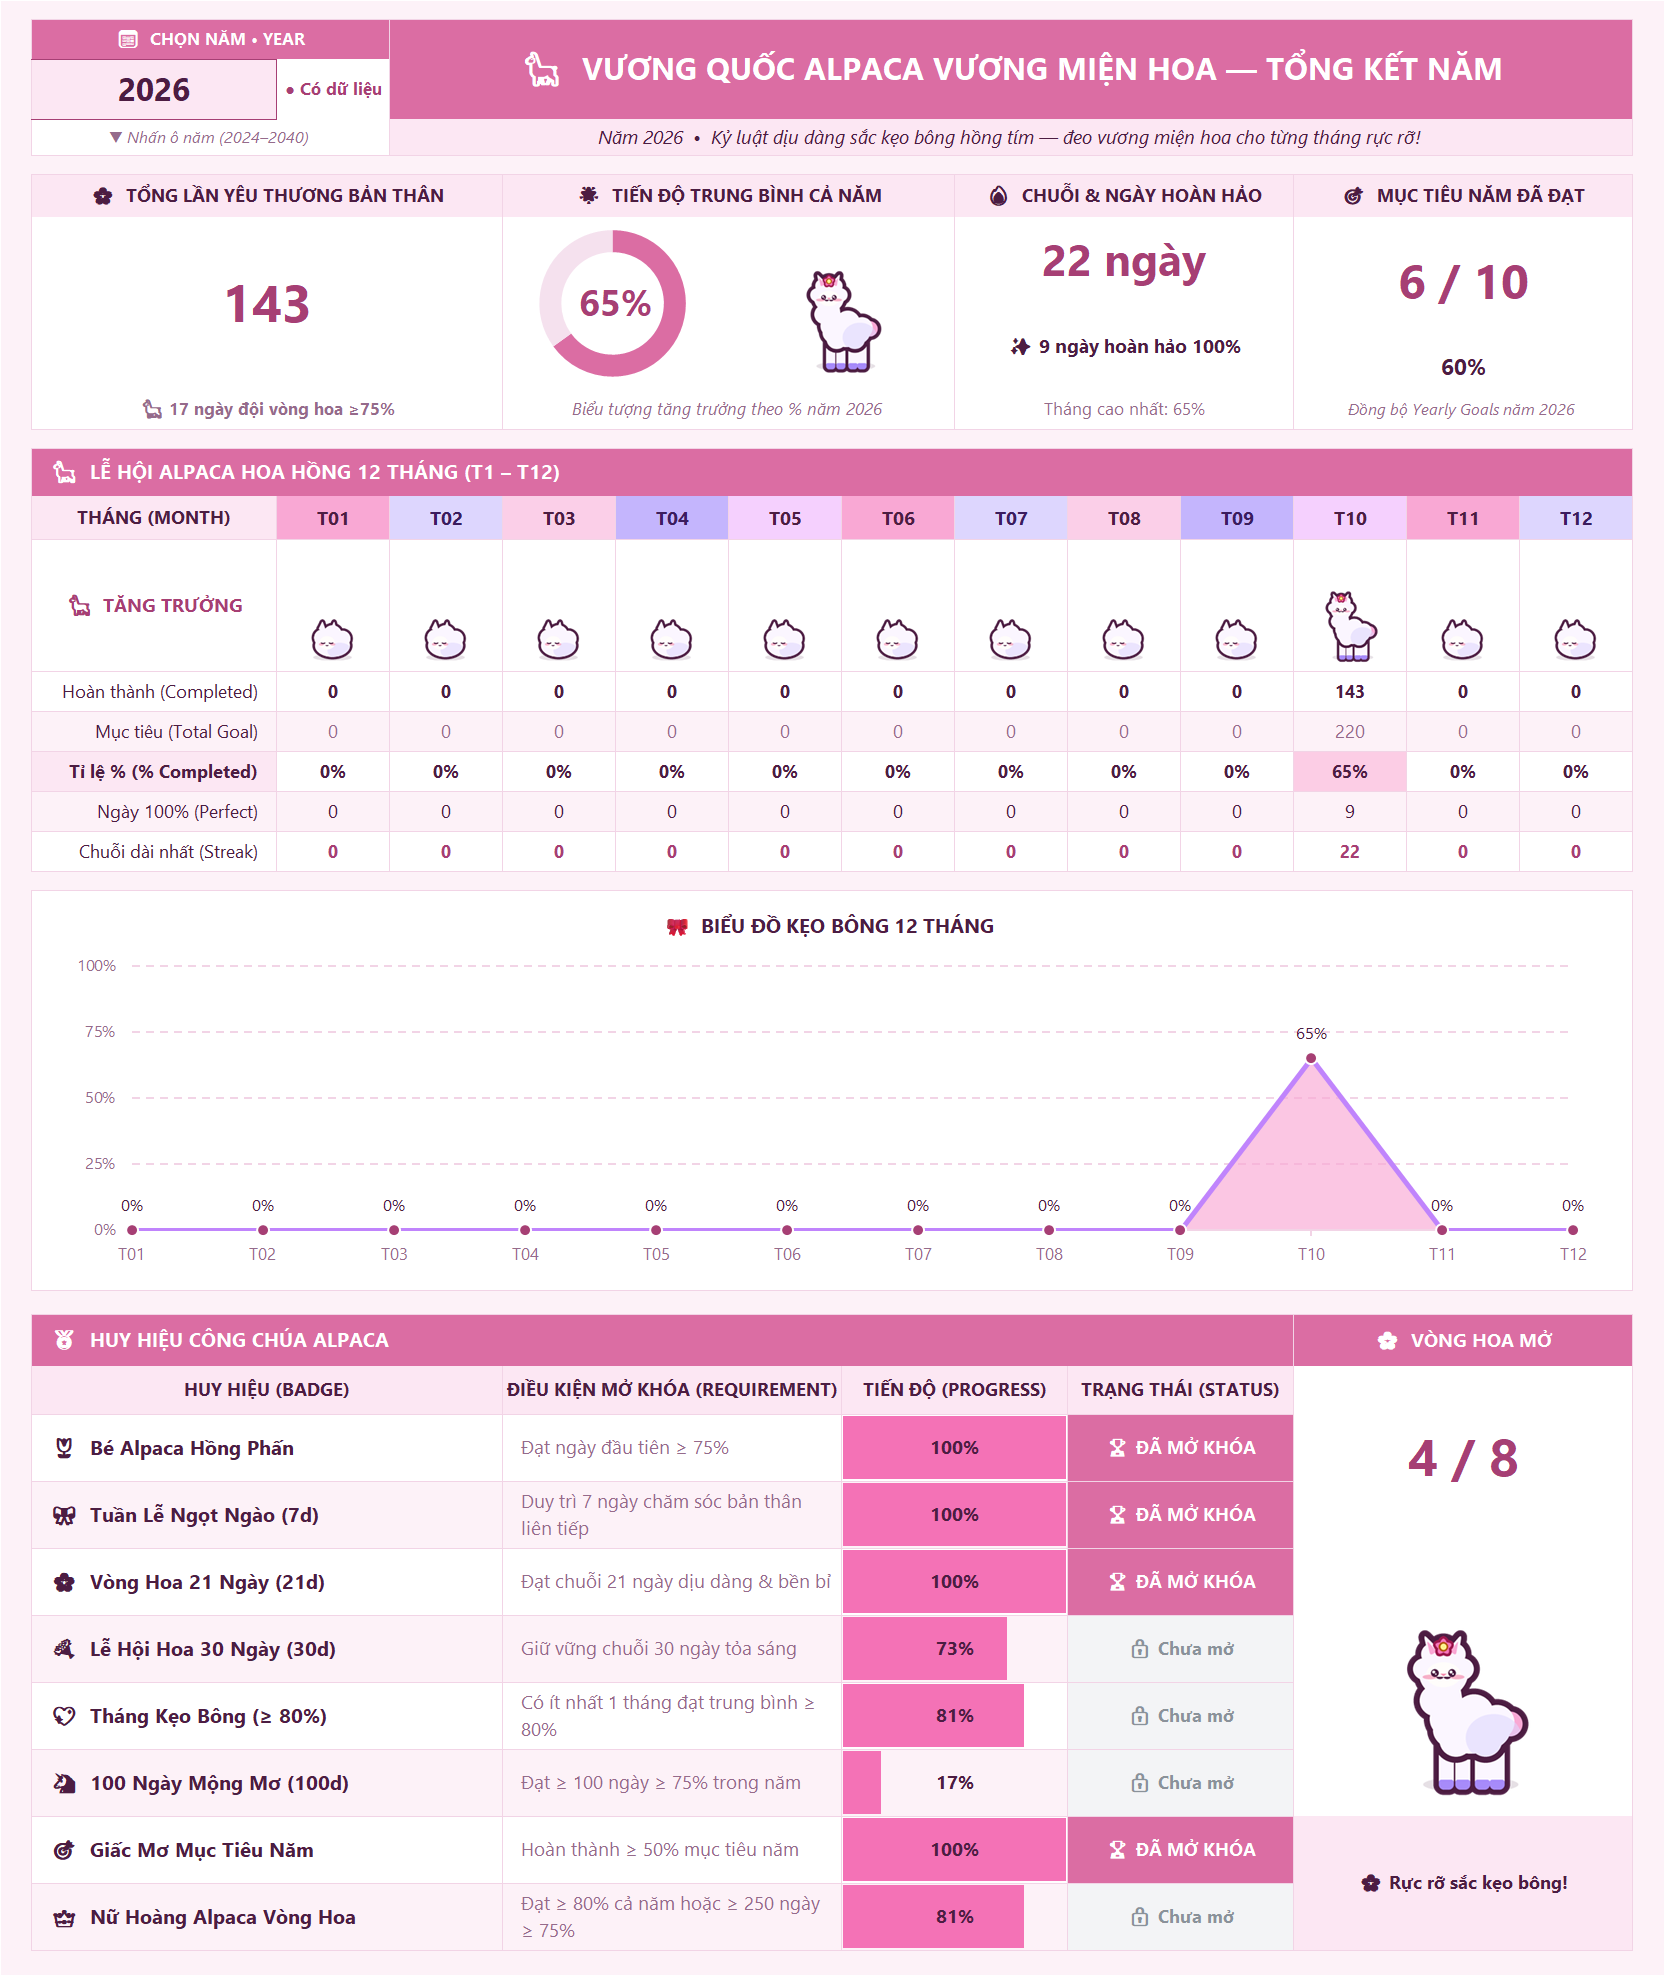 CHỌN NĂM • YEAR
2026
● Có dữ liệu
▼ Nhấn ô năm (2024–2040)
VƯƠNG QUỐC ALPACA VƯƠNG MIỆN HOA — TỔNG KẾT NĂM
Năm 2026 • Kỷ luật dịu dàng sắc kẹo bông hồng tím — đeo vương miện hoa cho từng tháng rực rỡ!
TỔNG LẦN YÊU THƯƠNG BẢN THÂN
143
17 ngày đội vòng hoa ≥75%
TIẾN ĐỘ TRUNG BÌNH CẢ NĂM
65%
Biểu tượng tăng trưởng theo % năm 2026
CHUỖI & NGÀY HOÀN HẢO
22 ngày
9 ngày hoàn hảo 100%
Tháng cao nhất: 65%
MỤC TIÊU NĂM ĐÃ ĐẠT
6 / 10
60%
Đồng bộ Yearly Goals năm 2026
LỄ HỘI ALPACA HOA HỒNG 12 THÁNG (T1 – T12)
THÁNG (MONTH) T01 T02 T03 T04 T05 T06 T07 T08 T09 T10 T11 T12
TĂNG TRƯỞNG
Hoàn thành (Completed) 0 0 0 0 0 0 0 0 0 143 0 0
Mục tiêu (Total Goal) 0 0 0 0 0 0 0 0 0 220 0 0
Tỉ lệ % (% Completed) 0% 0% 0% 0% 0% 0% 0% 0% 0% 65% 0% 0%
Ngày 100% (Perfect) 0 0 0 0 0 0 0 0 0 9 0 0
Chuỗi dài nhất (Streak) 0 0 0 0 0 0 0 0 0 22 0 0
BIỂU ĐỒ KẸO BÔNG 12 THÁNG
100%
75%
65%
50%
25%
0% 0% 0% 0% 0% 0% 0% 0% 0% 0% 0%
0%
T01 T02 T03 T04 T05 T06 T07 T08 T09 T10 T11 T12
HUY HIỆU CÔNG CHÚA ALPACA
VÒNG HOA MỞ
HUY HIỆU (BADGE) ĐIỀU KIỆN MỞ KHÓA (REQUIREMENT) TIẾN ĐỘ (PROGRESS) TRẠNG THÁI (STATUS)
Bé Alpaca Hồng Phấn Đạt ngày đầu tiên ≥ 75% 100% ĐÃ MỞ KHÓA
4 / 8
Tuần Lễ Ngọt Ngào (7d) Duy trì 7 ngày chăm sóc bản thân
liên tiếp
100% ĐÃ MỞ KHÓA
Vòng Hoa 21 Ngày (21d) Đạt chuỗi 21 ngày dịu dàng & bền bỉ 100% ĐÃ MỞ KHÓA
Lễ Hội Hoa 30 Ngày (30d) Giữ vững chuỗi 30 ngày tỏa sáng 73% Chưa mở
Tháng Kẹo Bông (≥ 80%) Có ít nhất 1 tháng đạt trung bình ≥
80%
81% Chưa mở
100 Ngày Mộng Mơ (100d) Đạt ≥ 100 ngày ≥ 75% trong năm 17% Chưa mở
Giấc Mơ Mục Tiêu Năm Hoàn thành ≥ 50% mục tiêu năm 100% ĐÃ MỞ KHÓA
Nữ Hoàng Alpaca Vòng Hoa Đạt ≥ 80% cả năm hoặc ≥ 250 ngày
≥ 75%
81% Chưa mở
Rực rỡ sắc kẹo bông!